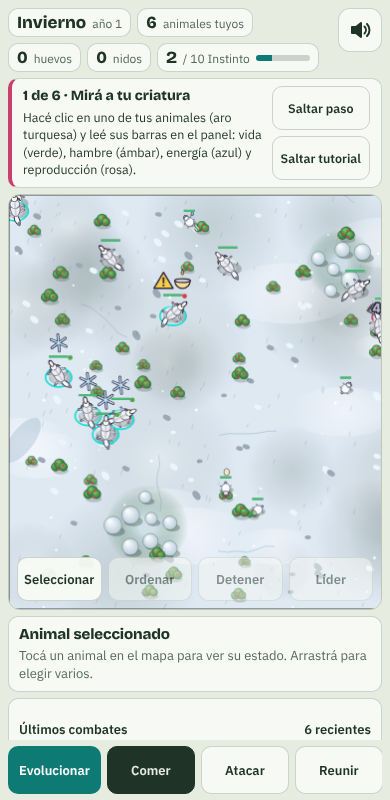 Invierno año 1
6 animales tuyos
0 huevos
0 nidos
2 / 10 Instinto
1 de 6 · Mirá a tu criatura
Hacé clic en uno de tus animales (aro
turquesa) y leé sus barras en el panel: vida
(verde), hambre (ámbar), energía (azul) y
reproducción (rosa).
Saltar paso
Saltar tutorial
Seleccionar
Ordenar
Detener
Líder
Animal seleccionado
Tocá un animal en el mapa para ver su estado. Arrastrá para
elegir varios.
Últimos combates
6 recientes
Evolucionar
Comer
Atacar
Reunir